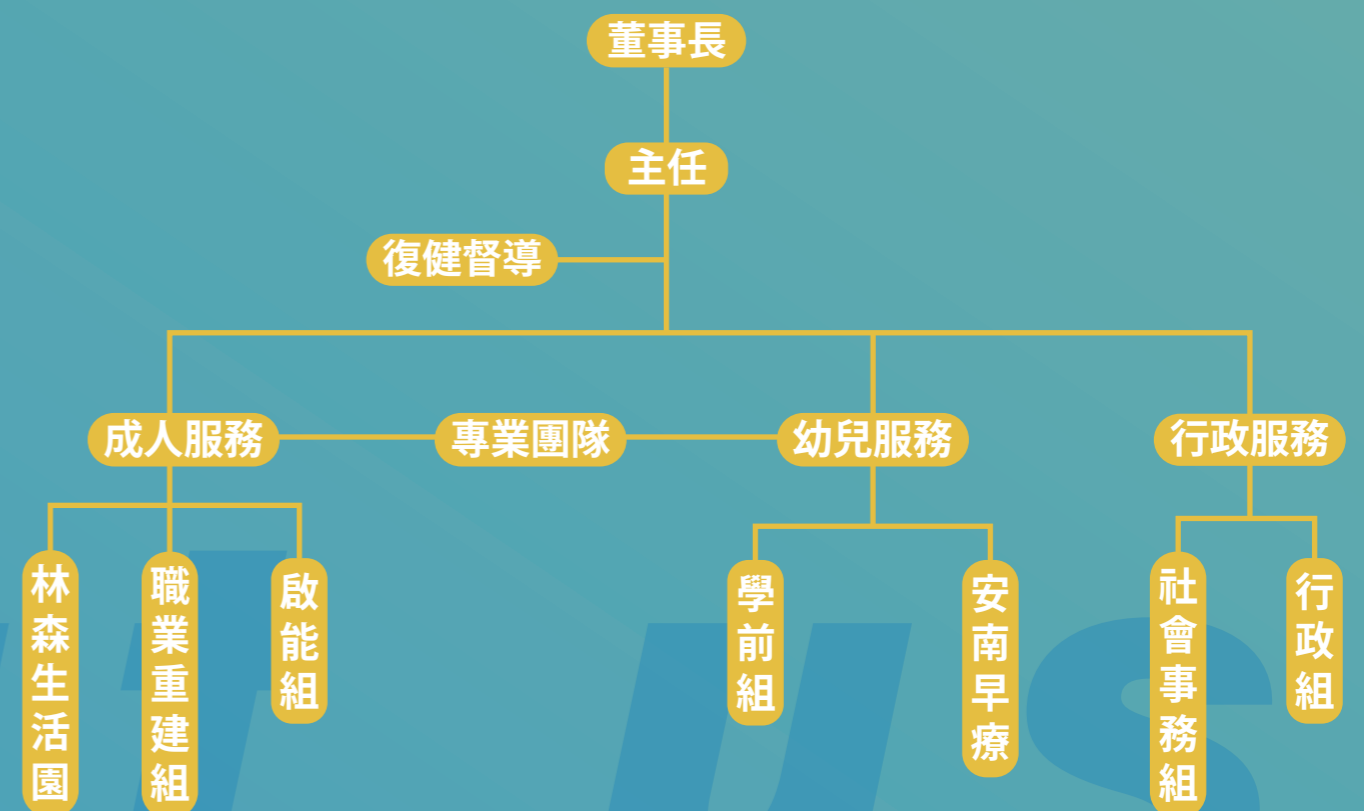 董事長
主任
復健督導
成人服務
專業團隊
幼兒服務
行政服務
林森生活園
職業重建組
啟能組
學前組
安南早療
社會事務組
行政組
us